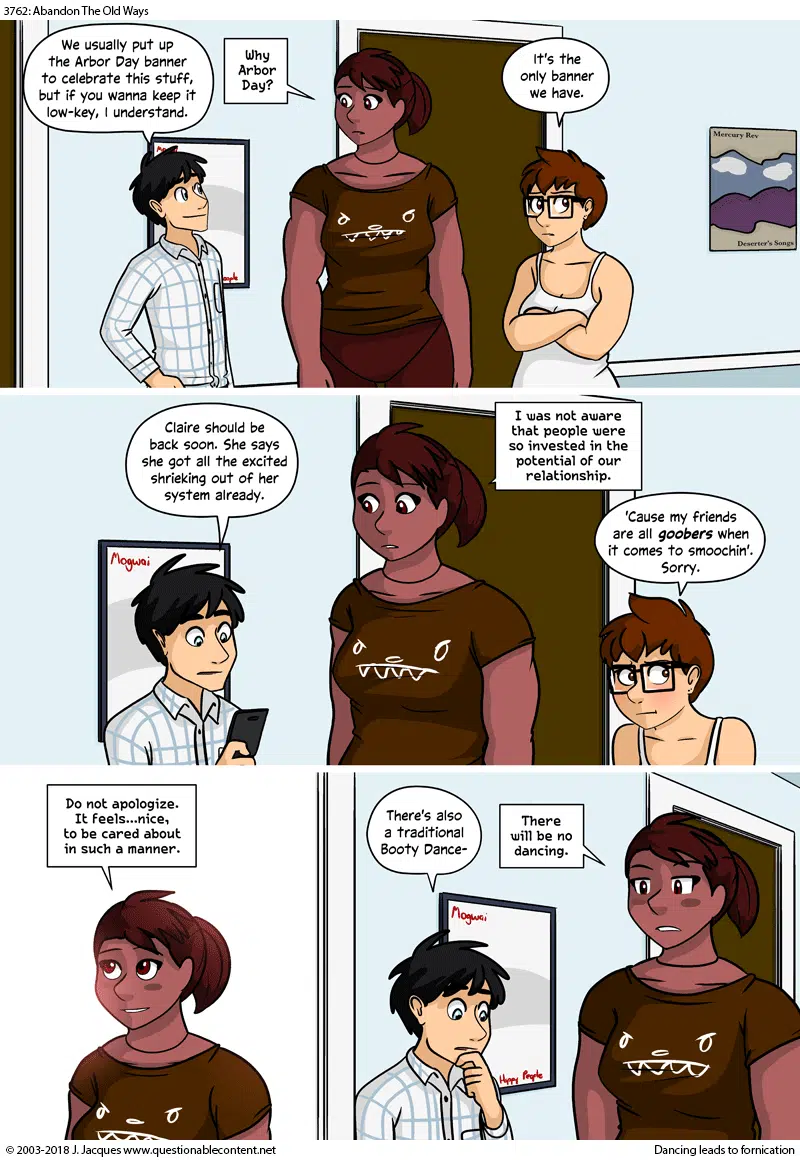 3762: Abandon The Old Ways
We usually put up
the Arbor Day banner
to celebrate this stuff,
but if you wanna keep it
low-key, I understand.
Why
Arbor
Day?
It's the
only banner
we have.
Mercury Rev
Deserter's Songs
Claire should be
back soon. She says
she got all the excited
shrieking out of her
system already.
I was not aware
that people were
so invested in the
potential of our
relationship.
'Cause my friends
are all goobers when
it comes to smoochin'.
Sorry.
Mogwai
Do not apologize.
It feels...nice,
to be cared about
in such a manner.
There's also
a traditional
Booty Dance-
There
will be no
dancing.
Mogwai
Happy People
© 2003-2018 J. Jacques www.questionablecontent.net
Dancing leads to fornication